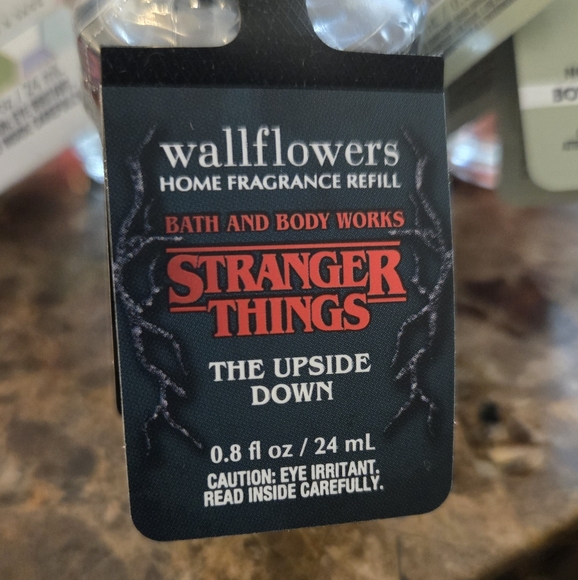 wallflowers
HOME FRAGRANCE REFILL
BATH AND BODY WORKS
STRANGER
THINGS
THE UPSIDE
DOWN
0.8 fl oz / 24 mL
CAUTION: EYE IRRITANT.
READ INSIDE CAREFULLY.